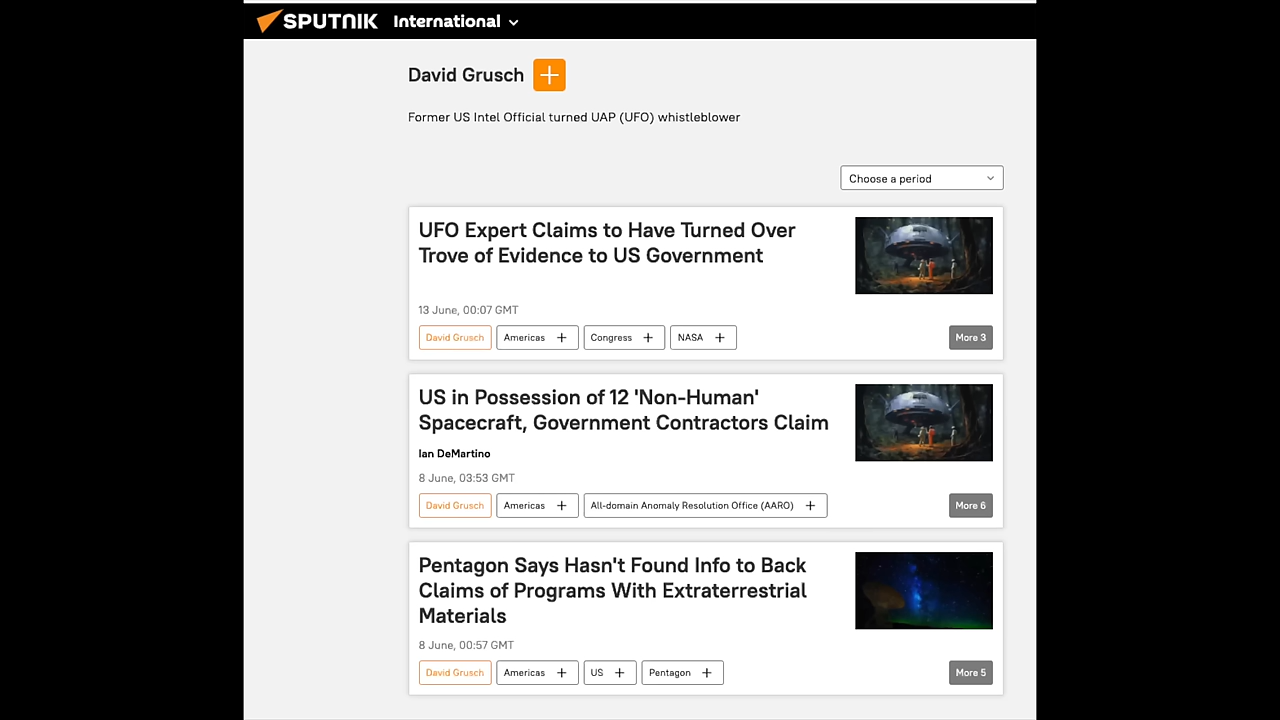 SPUTNIK International
David Grusch
Former US Intel Official turned UAP (UFO) whistleblower
Choose a period
UFO Expert Claims to Have Turned Over
Trove of Evidence to US Government
13 June, 00:07 GMT
David Grusch Americas + Congress + NASA + More 3
US in Possession of 12 'Non-Human'
Spacecraft, Government Contractors Claim
Ian DeMartino
8 June, 03:53 GMT
David Grusch Americas + All-domain Anomaly Resolution Office (AARO) + More 6
Pentagon Says Hasn't Found Info to Back
Claims of Programs With Extraterrestrial
Materials
8 June, 00:57 GMT
David Grusch Americas + US + Pentagon + More 5